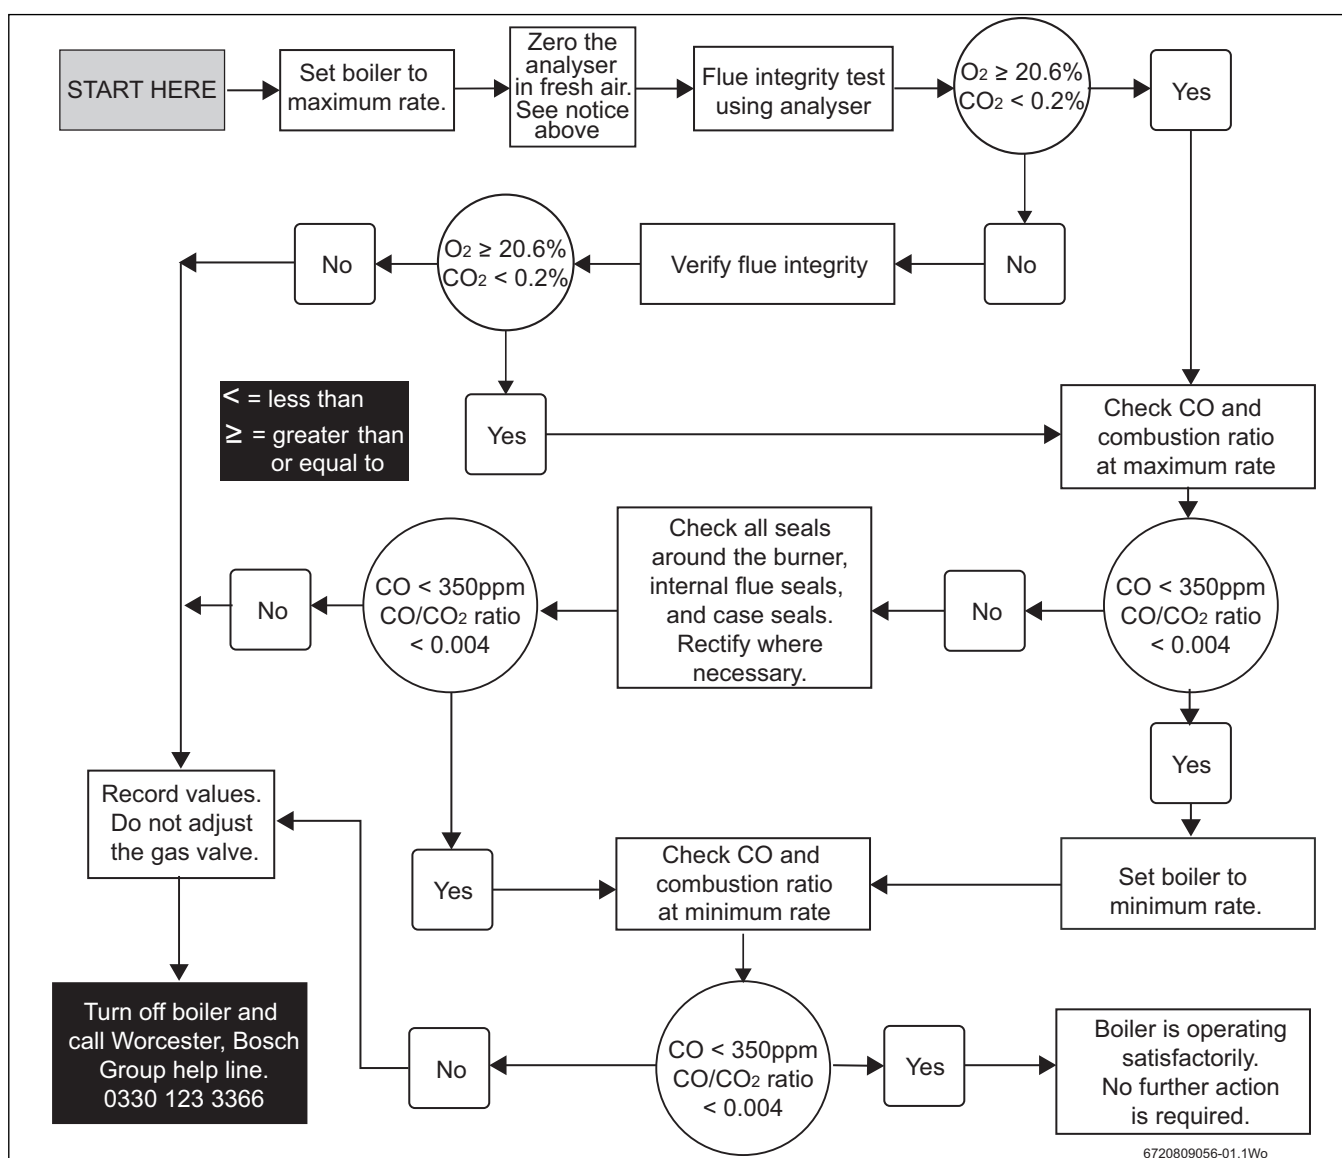 START HERE
Set boiler to
maximum rate.
Zero the
analyser
in fresh air.
See notice
above
Flue integrity test
using analyser
O2 ≥ 20.6%
CO2 < 0.2%
Yes
No
O2 ≥ 20.6%
CO2 < 0.2%
Verify flue integrity
No
< = less than
≥ = greater than
or equal to
Yes
Check CO and
combustion ratio
at maximum rate
No
CO < 350ppm
CO/CO2 ratio
< 0.004
Check all seals
around the burner,
internal flue seals,
and case seals.
Rectify where
necessary.
No
CO < 350ppm
CO/CO2 ratio
< 0.004
Yes
Record values.
Do not adjust
the gas valve.
Yes
Check CO and
combustion ratio
at minimum rate
Set boiler to
minimum rate.
Turn off boiler and
call Worcester, Bosch
Group help line.
0330 123 3366
No
CO < 350ppm
CO/CO2 ratio
< 0.004
Yes
Boiler is operating
satisfactorily.
No further action
is required.
6720809056-01.1Wo